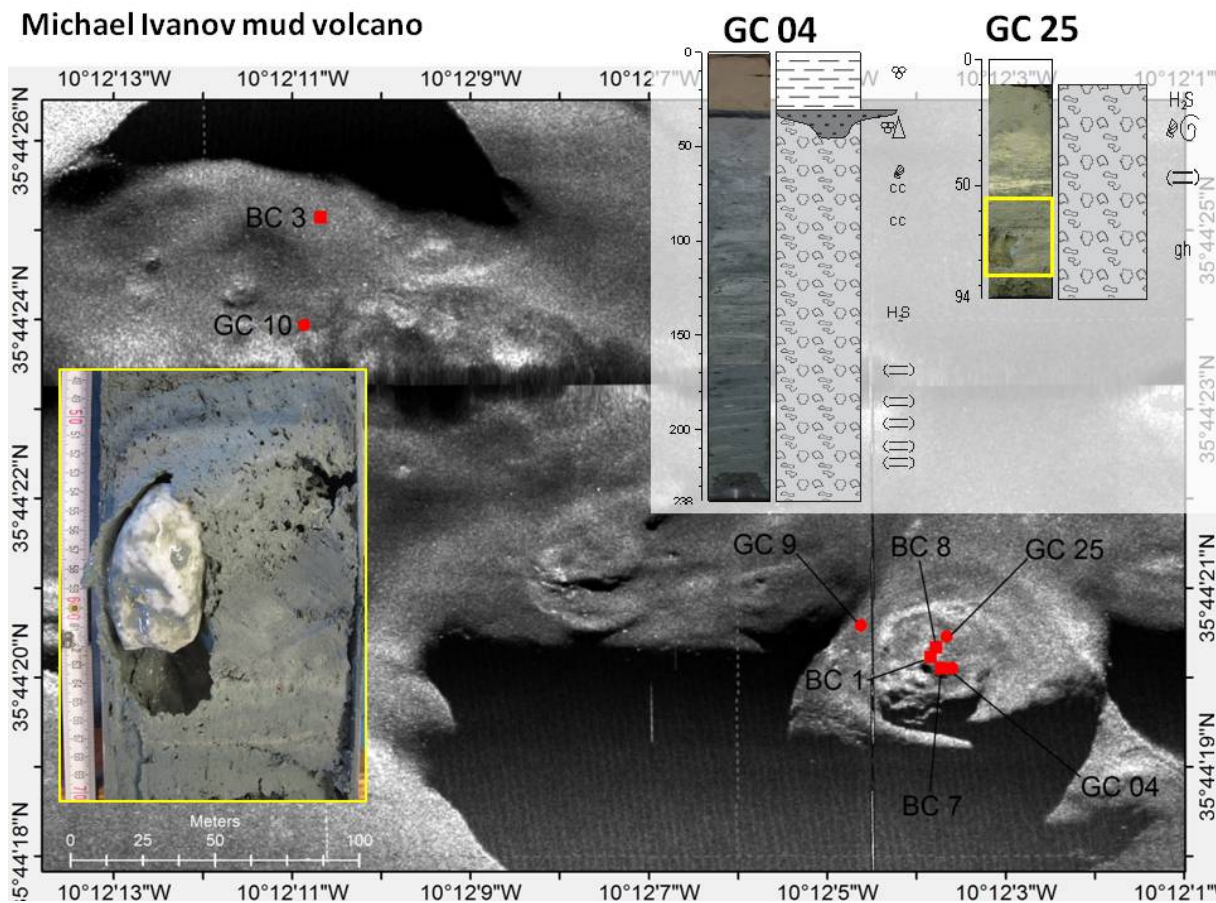 Michael Ivanov mud volcano
GC 04
GC 25
10°12'13"W 10°12'11"W 10°12'9"W 10°12'7"W 10°12'5"W 10°12'3"W 10°12'1"W
35°44'26"N
35°44'24"N
35°44'22"N
35°44'20"N
35°44'18"N
0
50
100
150
200
238
cc
cc
H₂S
0
50
94
H₂S
gh
35°44'25"N
35°44'23"N
35°44'21"N
35°44'19"N
BC 3
GC 10
GC 9
BC 8
GC 25
BC 1
BC 7
GC 04
Meters
0 25 50 100
10°12'13"W 10°12'11"W 10°12'9"W 10°12'7"W 10°12'5"W 10°12'3"W 10°12'1"W